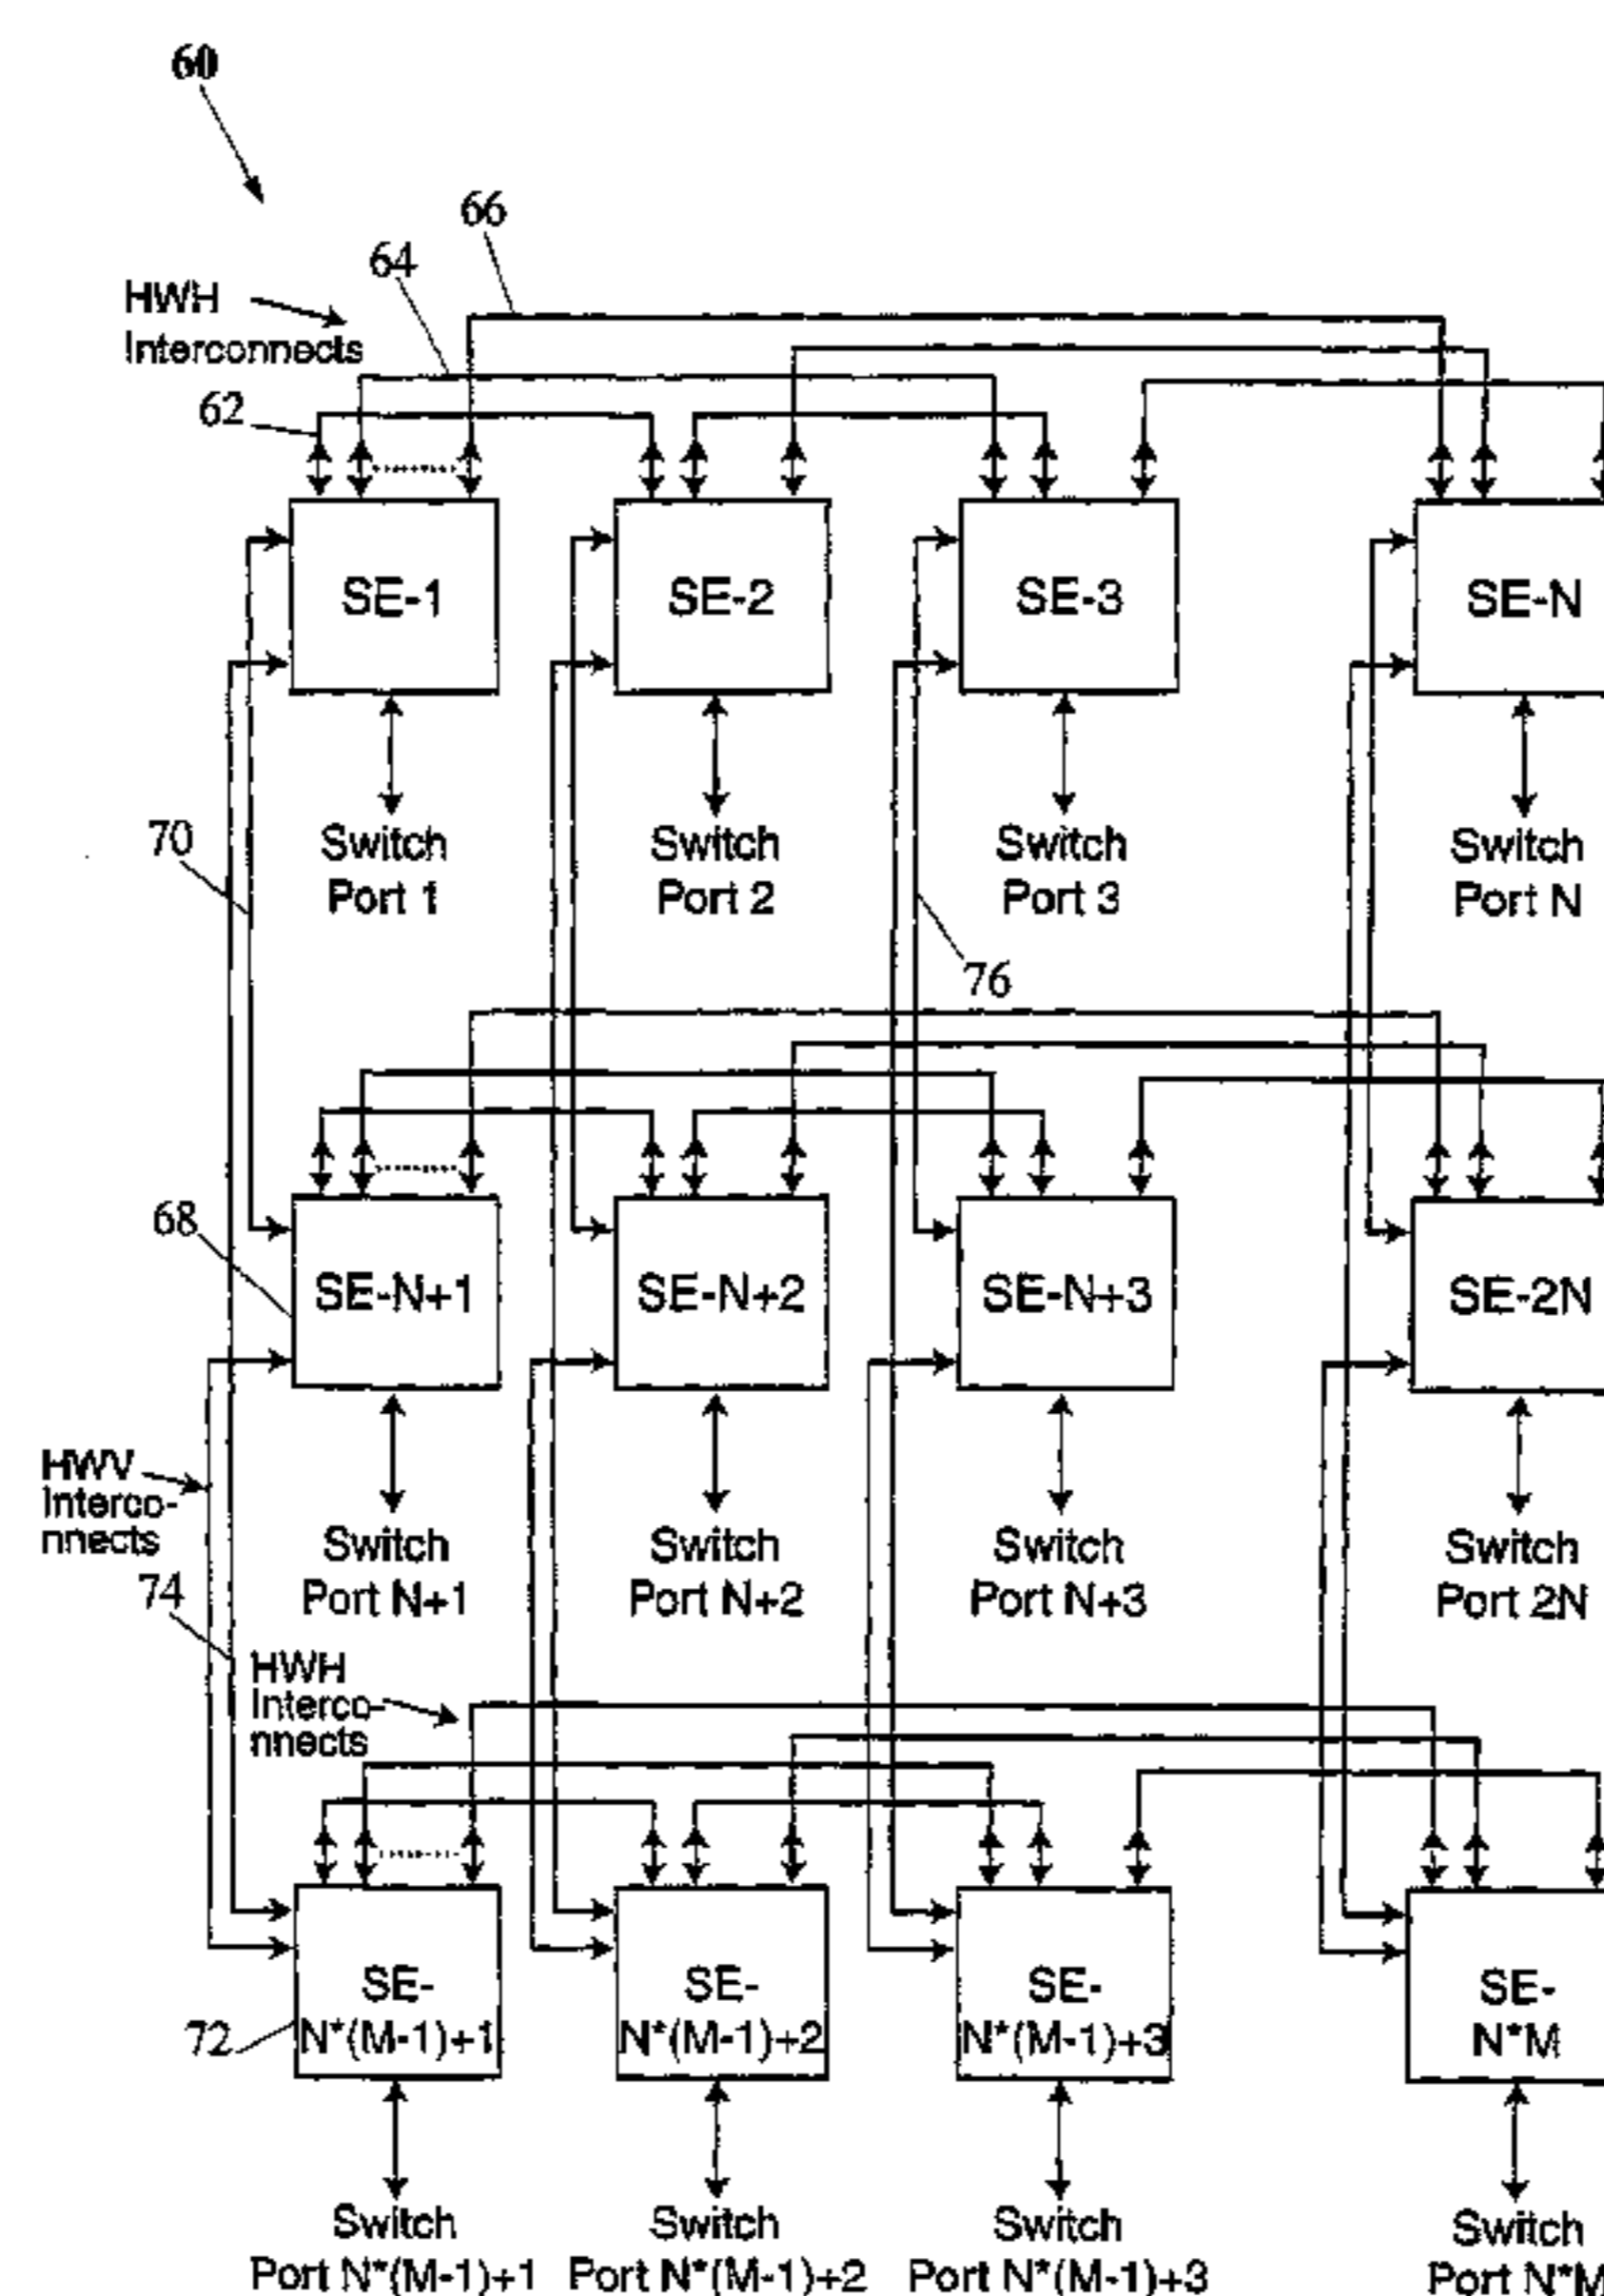 60
66
64
HWH
Interconnects
62
SE-1
SE-2
SE-3
SE-N
70
Switch
Port 1
Switch
Port 2
Switch
Port 3
Switch
Port N
76
68
SE-N+1
SE-N+2
SE-N+3
SE-2N
HWV
Interco-
nnects
Switch
Port N+1
Switch
Port N+2
Switch
Port N+3
Switch
Port 2N
74
HWH
Interco-
nnects
72
SE-
N*(M-1)+1
SE-
N*(M-1)+2
SE-
N*(M-1)+3
SE-
N*M
Switch
Port N*(M-1)+1
Switch
Port N*(M-1)+2
Switch
Port N*(M-1)+3
Switch
Port N*M